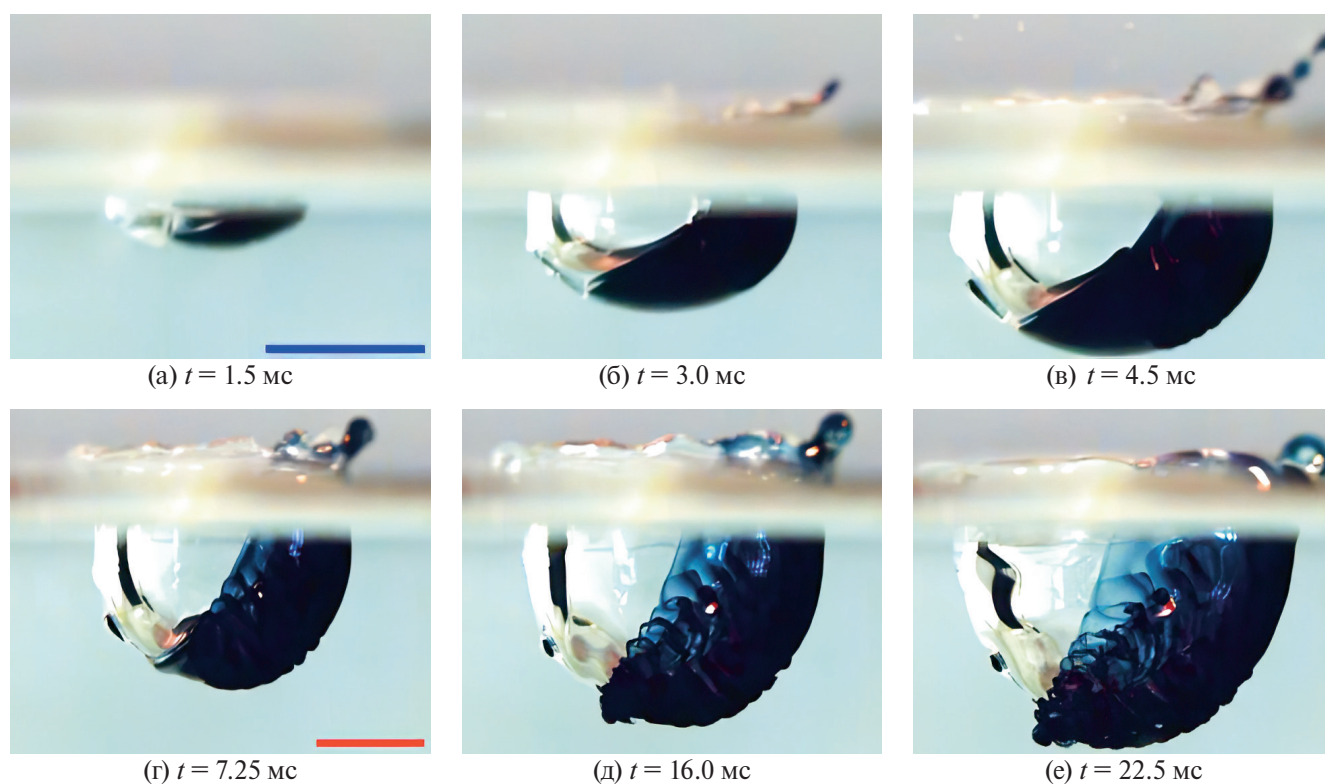 (а) t = 1.5 мс
(б) t = 3.0 мс
(в) t = 4.5 мс
(г) t = 7.25 мс
(д) t = 16.0 мс
(е) t = 22.5 мс